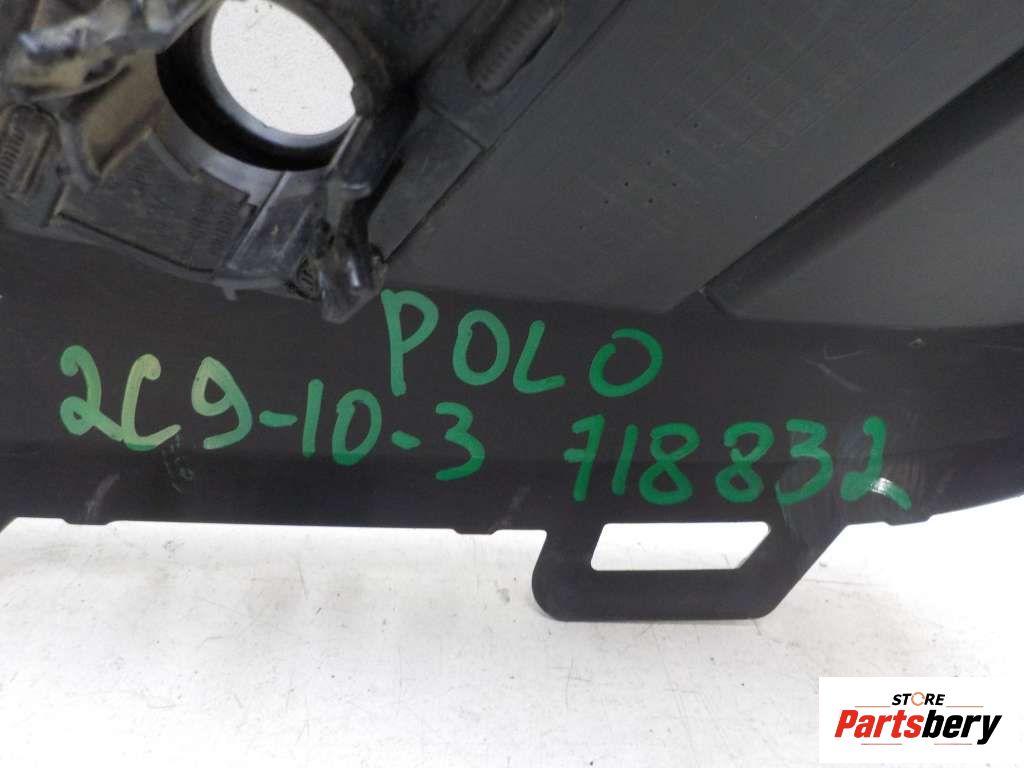 POLO
2C9-10-3 718832
STORE
Partsbery